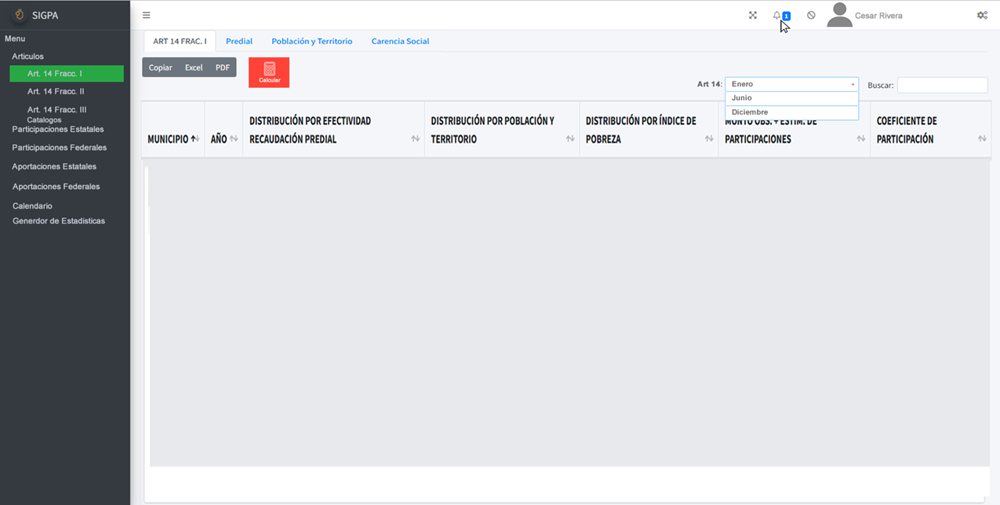 SIGPA
1
Cesar Rivera
Menu
Articulos
Art. 14 Fracc. I
Art. 14 Fracc. II
Art. 14 Fracc. III
Catalogos
Participaciones Estatales
Participaciones Federales
Aportaciones Estatales
Aportaciones Federales
Calendario
Generdor de Estadisticas
ART 14 FRAC. I
Predial
Población y Territorio
Carencia Social
Copiar
Excel
PDF
Calcular
Art 14:
Enero
Junio
Diciembre
Buscar:
MUNICIPIO
AÑO
DISTRIBUCIÓN POR EFECTIVIDAD
RECAUDACIÓN PREDIAL
DISTRIBUCIÓN POR POBLACIÓN Y
TERRITORIO
DISTRIBUCIÓN POR ÍNDICE DE
POBREZA
MONTO OBS. + ESTIM. DE
PARTICIPACIONES
COEFICIENTE DE
PARTICIPACIÓN